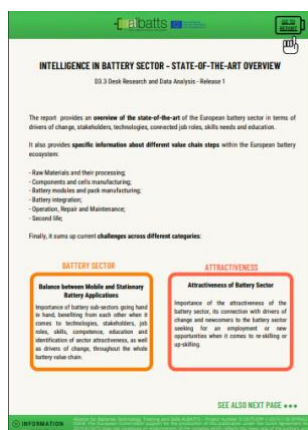 albatts
GO TO
REPORT
INTELLIGENCE IN BATTERY SECTOR - STATE-OF-THE-ART OVERVIEW
D3.3 Desk Research and Data Analysis - Release 1
The report provides an overview of the state-of-the-art of the European battery sector in terms of
drivers of change, stakeholders, technologies, connected job roles, skills needs and education.
It also provides specific information about different value chain steps within the European battery
ecosystem:
- Raw Materials and their processing;
- Components and cells manufacturing;
- Battery modules and pack manufacturing;
- Battery integration;
- Operation, Repair and Maintenance;
- Second life;
Finally, it sums up current challenges across different categories:
BATTERY SECTOR
Balance between Mobile and Stationary
Battery Applications
Importance of battery sub-sectors going hand
in hand, benefiting from each other when it
comes to technologies, stakeholders, job
roles, skills, competence, education and
identification of sector attractiveness, as well
as drivers of change, throughout the whole
battery value chain.
ATTRACTIVENESS
Attractiveness of Battery Sector
Importance of the attractiveness of the
battery sector, its connection with drivers of
change and newcomers to the battery sector
seeking for an employment or new
opportunities when it comes to re-skilling or
up-skilling.
SEE ALSO NEXT PAGE
INFORMATION